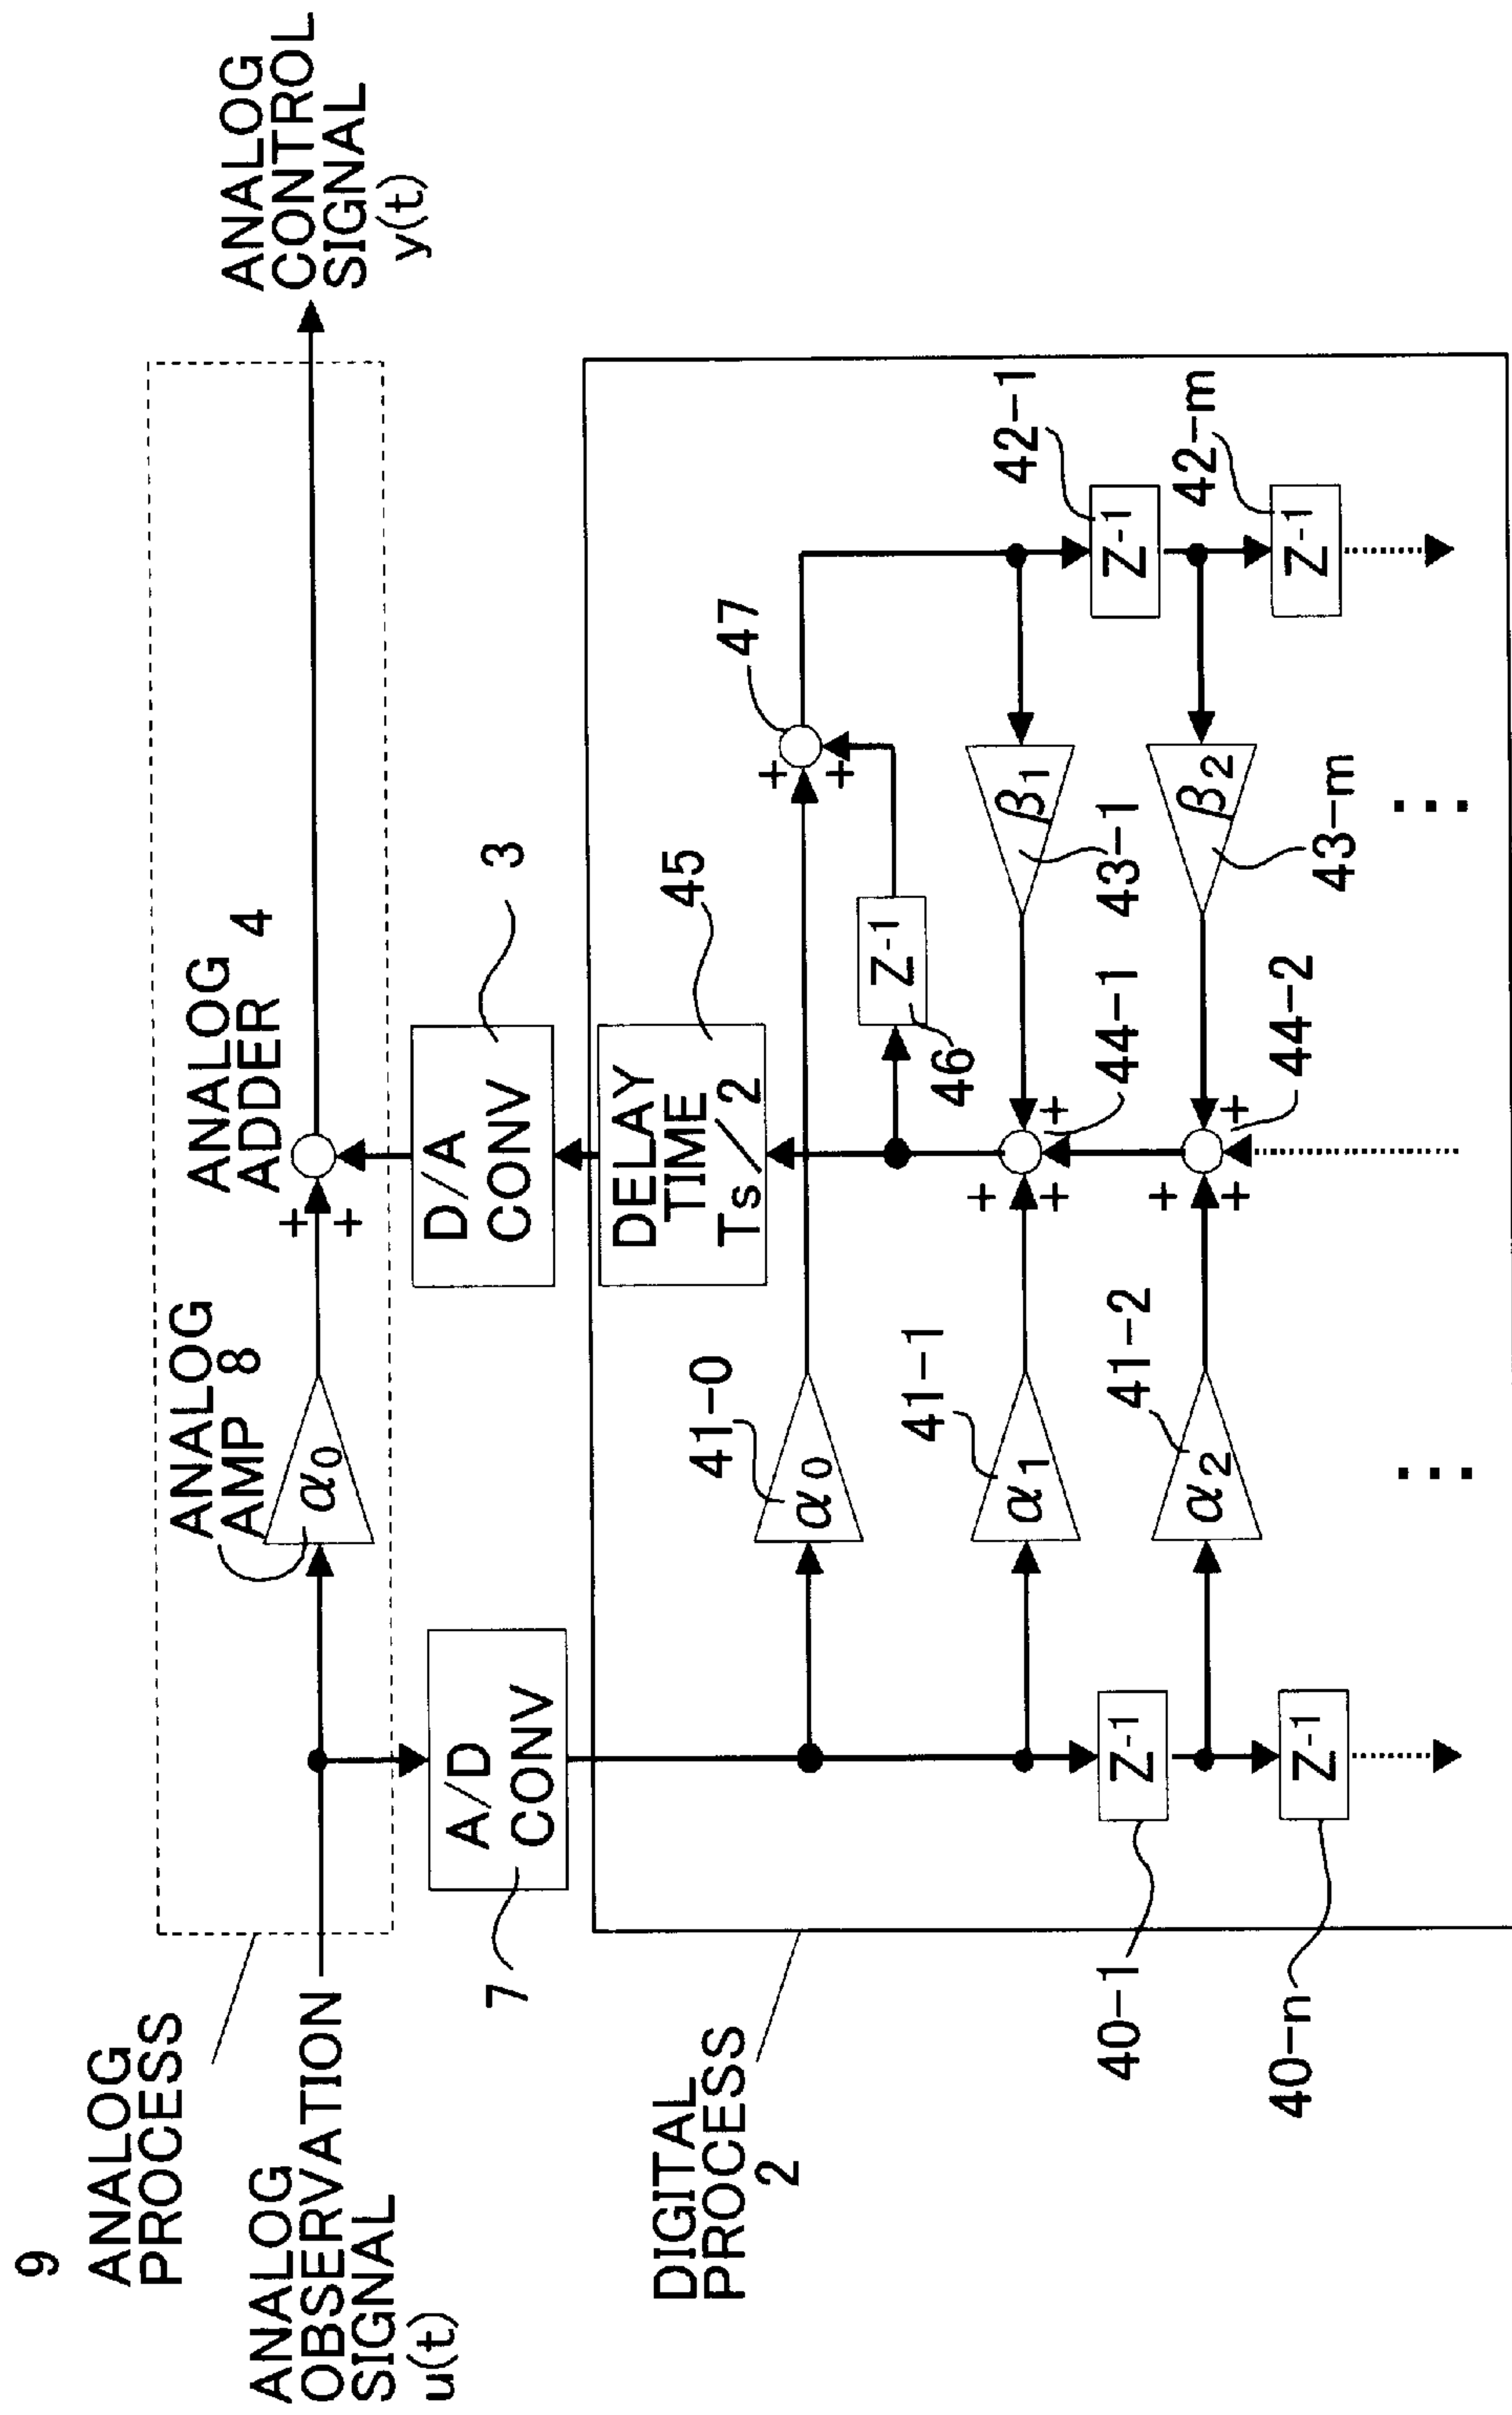 9
ANALOG
PROCESS
ANALOG
OBSERVATION
SIGNAL
u(t)
ANALOG
AMP 8
α0
ANALOG
ADDER 4
+
+
ANALOG
CONTROL
SIGNAL
y(t)
7
A/D
CONV
D/A
CONV
3
DIGITAL
PROCESS
2
DELAY
TIME
Ts/2
45
41-0
α0
+
+
47
Z-1
46
41-1
α1
+
+
+
44-1
β1
43-1
42-1
Z-1
40-1
Z-1
41-2
α2
+
+
+
44-2
β2
43-m
42-m
Z-1
40-n
Z-1